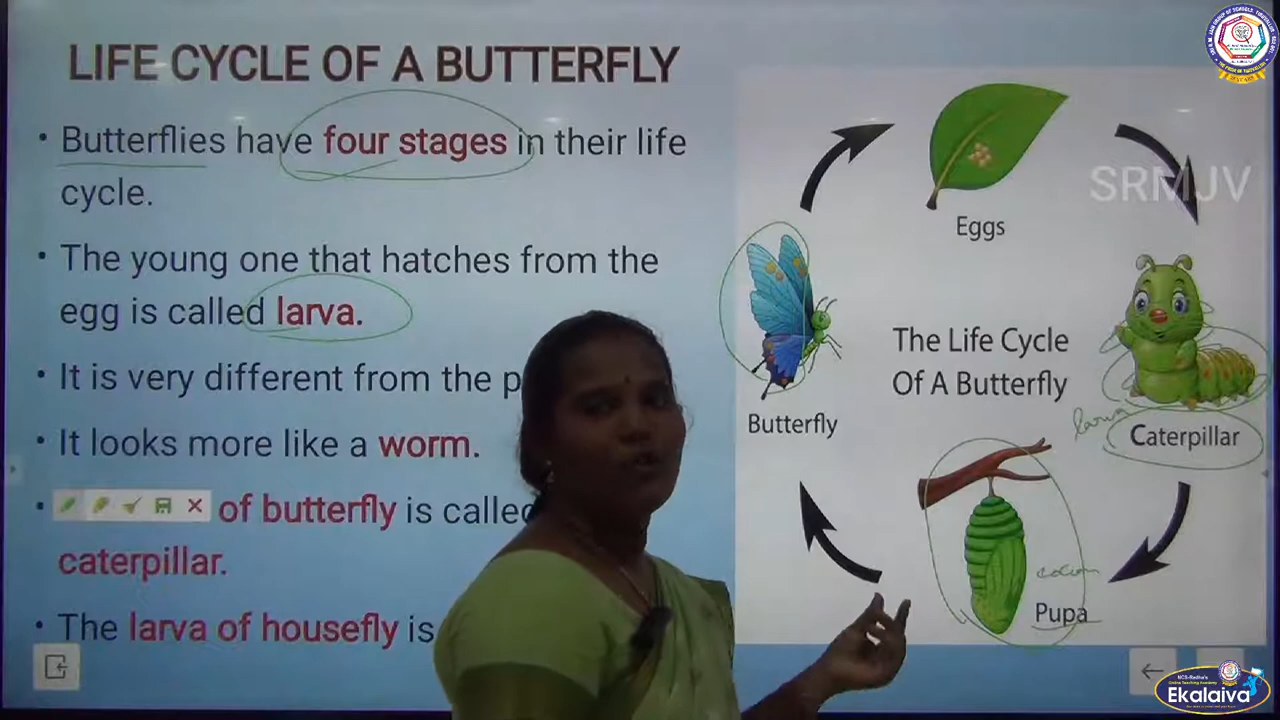 LIFE CYCLE OF A BUTTERFLY
• Butterflies have four stages in their life
cycle.
• The young one that hatches from the
egg is called larva.
• It is very different from the
• It looks more like a worm.
• of butterfly is called
caterpillar.
• The larva of housefly is
Eggs
SRMJV
The Life Cycle
Of A Butterfly
Butterfly
larva
Caterpillar
Pupa
Ekalaiva